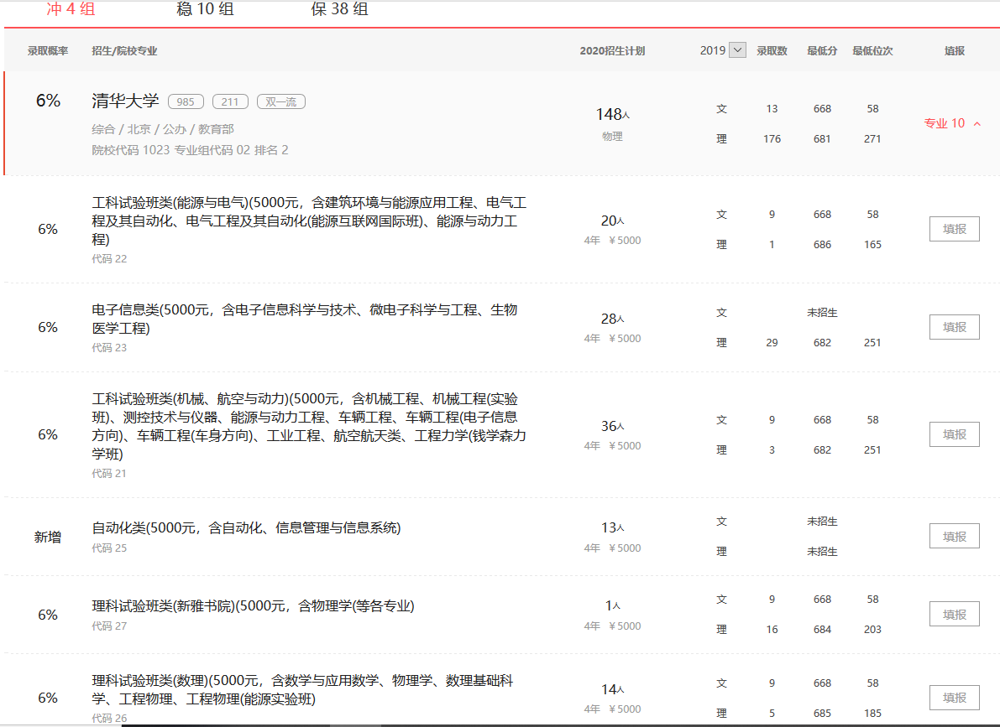 冲 4 组 稳 10 组 保 38 组
录取概率 招生/院校专业 2020招生计划 2019 录取数 最低分 最低位次 填报
6% 清华大学 985 211 双一流
综合 / 北京 / 公办 / 教育部
院校代码 1023 专业组代码 02 排名 2
148人
物理
文 13 668 58
理 176 681 271
专业 10
6%
工科试验班类(能源与电气)(5000元，含建筑环境与能源应用工程、电气工
程及其自动化、电气工程及其自动化(能源互联网国际班)、能源与动力工
程)
代码 22
20人
4年 ￥5000
文 9 668 58
理 1 686 165
填报
6%
电子信息类(5000元，含电子信息科学与技术、微电子科学与工程、生物
医学工程)
代码 23
28人
4年 ￥5000
文 未招生
理 29 682 251
填报
6%
工科试验班类(机械、航空与动力)(5000元，含机械工程、机械工程(实验
班)、测控技术与仪器、能源与动力工程、车辆工程、车辆工程(电子信息
方向)、车辆工程(车身方向)、工业工程、航空航天类、工程力学(钱学森力
学班)
代码 21
36人
4年 ￥5000
文 9 668 58
理 3 682 251
填报
新增
自动化类(5000元，含自动化、信息管理与信息系统)
代码 25
13人
4年 ￥5000
文 未招生
理 未招生
填报
6%
理科试验班类(新雅书院)(5000元，含物理学(等各专业)
代码 27
1人
4年 ￥5000
文 9 668 58
理 16 684 203
填报
6%
理科试验班类(数理)(5000元，含数学与应用数学、物理学、数理基础科
学、工程物理、工程物理(能源实验班)
代码 26
14人
4年 ￥5000
文 9 668 58
理 5 685 185
填报